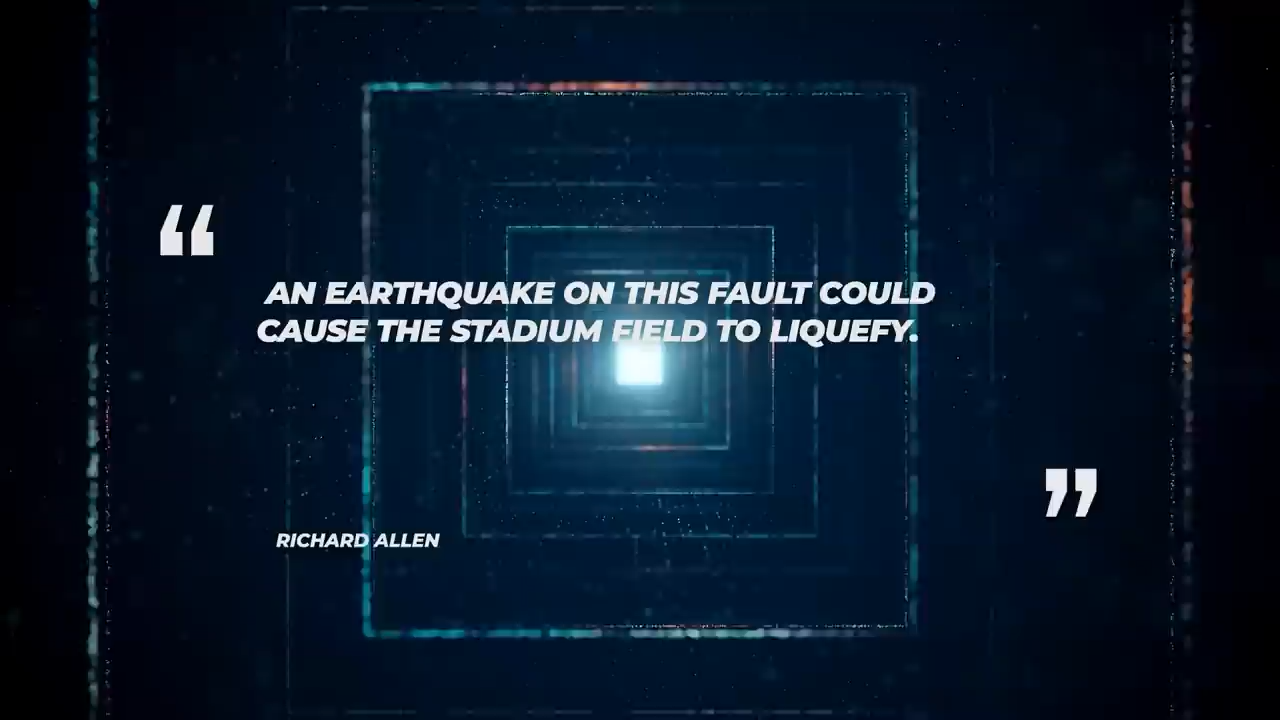 “
AN EARTHQUAKE ON THIS FAULT COULD
CAUSE THE STADIUM FIELD TO LIQUEFY.
”
RICHARD ALLEN